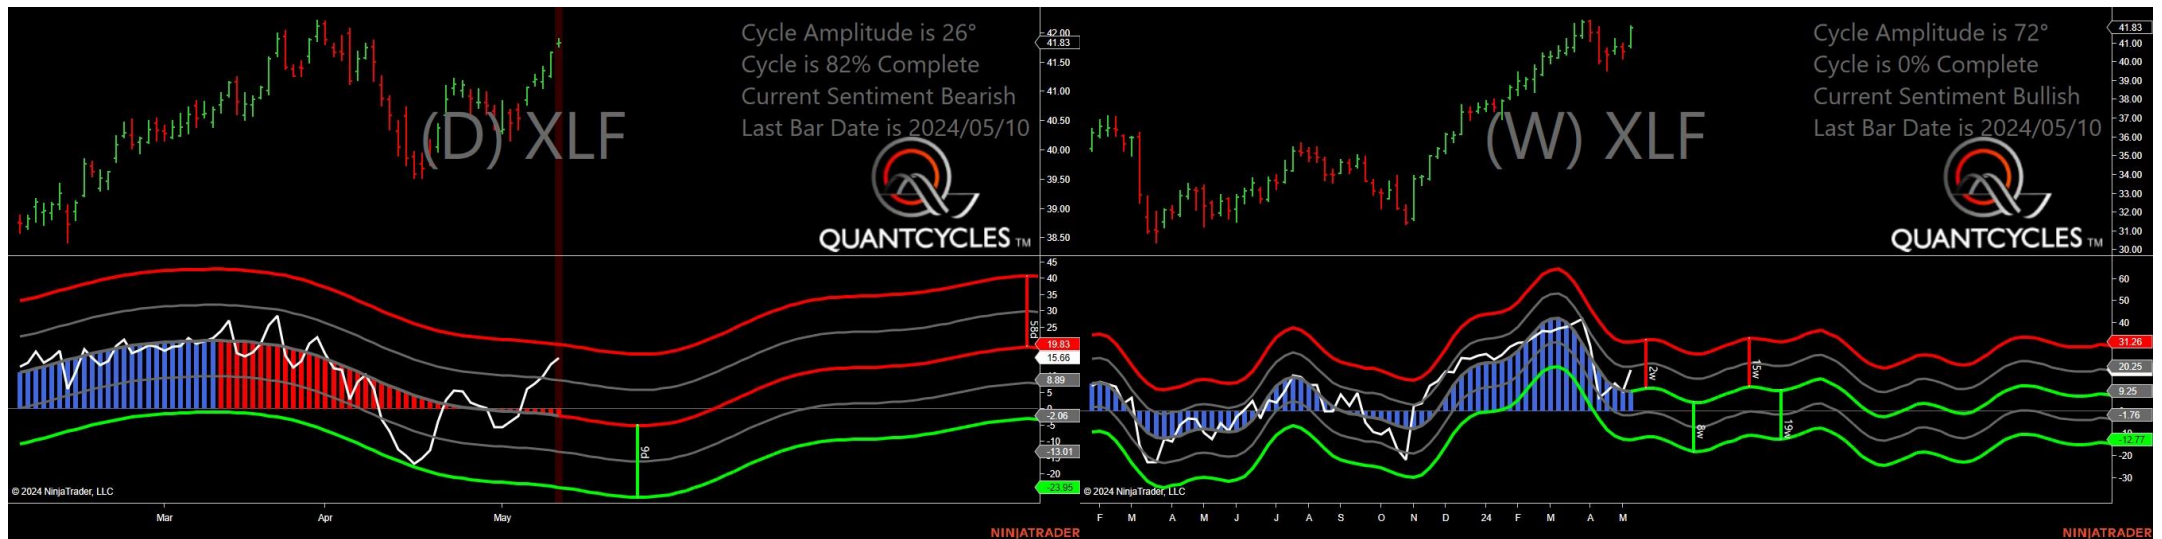 Cycle Amplitude is 26°
Cycle is 82% Complete
Current Sentiment Bearish
Last Bar Date is 2024/05/10
(D) XLF
QUANTCYCLES TM
42.00
41.83
41.50
41.00
40.50
40.00
39.50
39.00
38.50
45
40
35
30
25
58d
19.83
15.66
8.89
-2.06
-5
-10
-13.01
-20
-23.95
9d
© 2024 NinjaTrader, LLC
Mar Apr May
NINJATRADER
Cycle Amplitude is 72°
Cycle is 0% Complete
Current Sentiment Bullish
Last Bar Date is 2024/05/10
(W) XLF
QUANTCYCLES TM
41.83
41.00
40.00
38.00
37.00
36.00
35.00
34.00
33.00
32.00
31.00
30.00
60
50
40
31.26
20.25
9.25
-1.76
-12.77
-20
-30
2w
15w
8w
19w
© 2024 NinjaTrader, LLC
F M A M J J A S O N D 24 F M A M
NINJATRADER